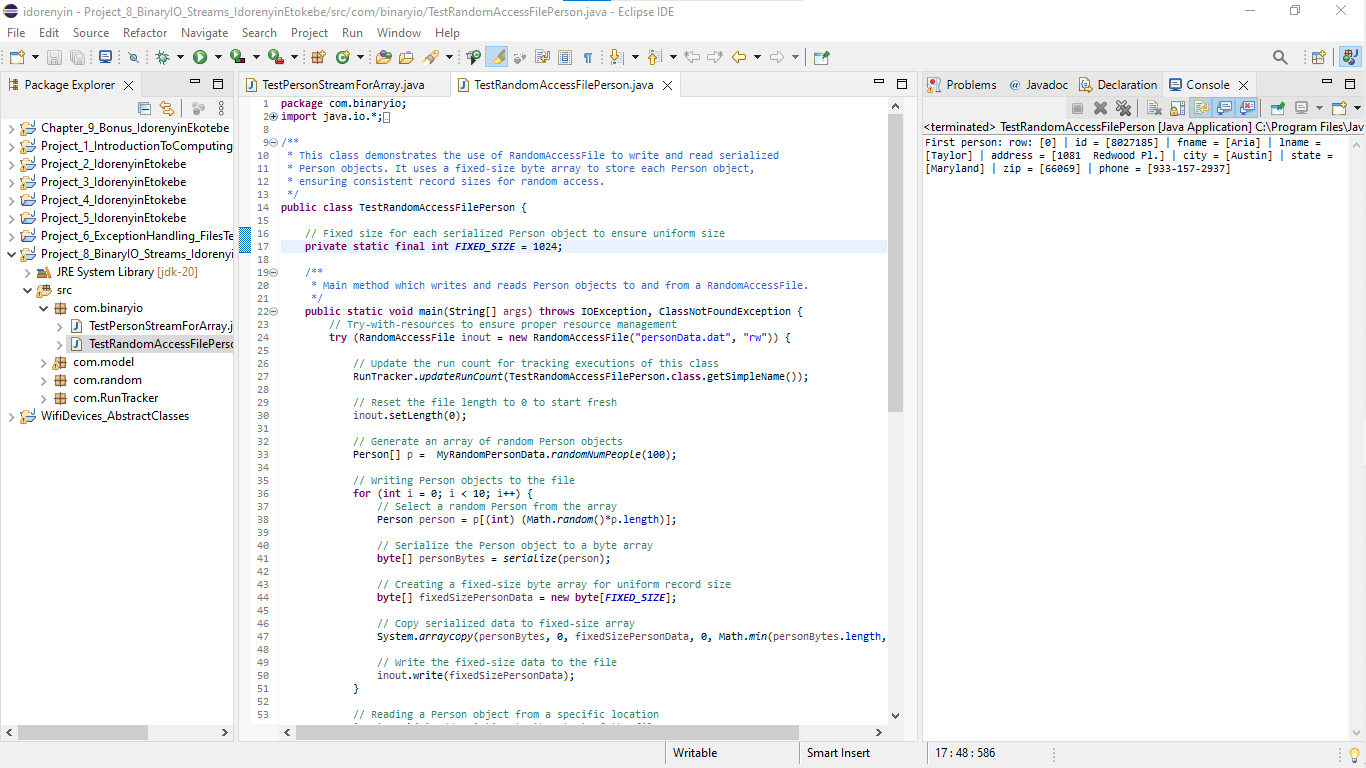 idorenyin - Project_8_BinaryIO_Streams_IdorenyinEtokebe/src/com/binaryio/TestRandomAccessFilePerson.java - Eclipse IDE
File Edit Source Refactor Navigate Search Project Run Window Help
Package Explorer
Chapter_9_Bonus_IdorenyinEkotebe
Project_1_IntroductionToComputing
Project_2_IdorenyinEtokebe
Project_3_IdorenyinEtokebe
Project_4_IdorenyinEtokebe
Project_5_IdorenyinEtokebe
Project_6_ExceptionHandling_FilesTe
Project_8_BinaryIO_Streams_Idorenyi
JRE System Library [jdk-20]
src
com.binaryio
TestPersonStreamForArray.j
TestRandomAccessFilePerso
com.model
com.random
com.RunTracker
WifiDevices_AbstractClasses
TestPersonStreamForArray.java TestRandomAccessFilePerson.java
1 package com.binaryio;
2 import java.io.*;
8
9 /**
10 * This class demonstrates the use of RandomAccessFile to write and read serialized
11 * Person objects. It uses a fixed-size byte array to store each Person object,
12 * ensuring consistent record sizes for random access.
13 */
14 public class TestRandomAccessFilePerson {
15
16 // Fixed size for each serialized Person object to ensure uniform size
17 private static final int FIXED_SIZE = 1024;
18
19 /**
20 * Main method which writes and reads Person objects to and from a RandomAccessFile.
21 */
22 public static void main(String[] args) throws IOException, ClassNotFoundException {
23 // Try-with-resources to ensure proper resource management
24 try (RandomAccessFile inout = new RandomAccessFile("personData.dat", "rw")) {
25
26 // Update the run count for tracking executions of this class
27 RunTracker.updateRunCount(TestRandomAccessFilePerson.class.getSimpleName());
28
29 // Reset the file length to 0 to start fresh
30 inout.setLength(0);
31
32 // Generate an array of random Person objects
33 Person[] p =  MyRandomPersonData.randomNumPeople(100);
34
35 // Writing Person objects to the file
36 for (int i = 0; i < 10; i++) {
37 // Select a random Person from the array
38 Person person = p[(int) (Math.random()*p.length)];
39
40 // Serialize the Person object to a byte array
41 byte[] personBytes = serialize(person);
42
43 // Creating a fixed-size byte array for uniform record size
44 byte[] fixedSizePersonData = new byte[FIXED_SIZE];
45
46 // Copy serialized data to fixed-size array
47 System.arraycopy(personBytes, 0, fixedSizePersonData, 0, Math.min(personBytes.length,
48
49 // Write the fixed-size data to the file
50 inout.write(fixedSizePersonData);
51 }
52
53 // Reading a Person object from a specific location
Problems Javadoc Declaration Console
<terminated> TestRandomAccessFilePerson [Java Application] C:\Program Files\Jav
First person: row: [0] | id = [8027185] | fname = [Aria] | lname =
[Taylor] | address = [1081  Redwood Pl.] | city = [Austin] | state =
[Maryland] | zip = [66069] | phone = [933-157-2937]
Writable Smart Insert 17 : 48 : 586